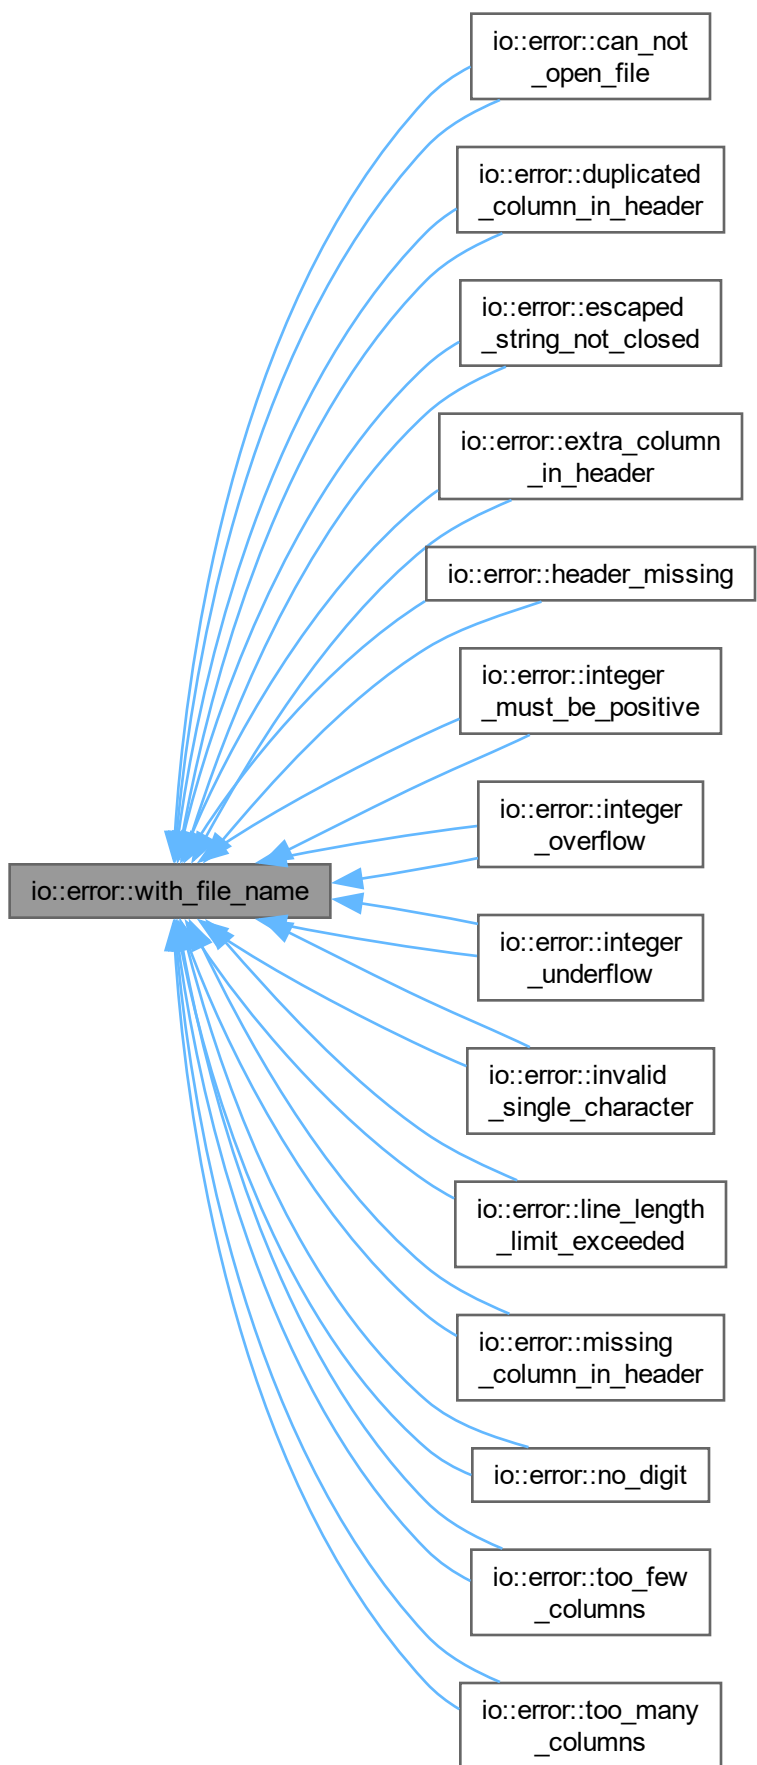 io::error::can_not
_open_file
io::error::duplicated
_column_in_header
io::error::escaped
_string_not_closed
io::error::extra_column
_in_header
io::error::header_missing
io::error::integer
_must_be_positive
io::error::integer
_overflow
io::error::with_file_name
io::error::integer
_underflow
io::error::invalid
_single_character
io::error::line_length
_limit_exceeded
io::error::missing
_column_in_header
io::error::no_digit
io::error::too_few
_columns
io::error::too_many
_columns